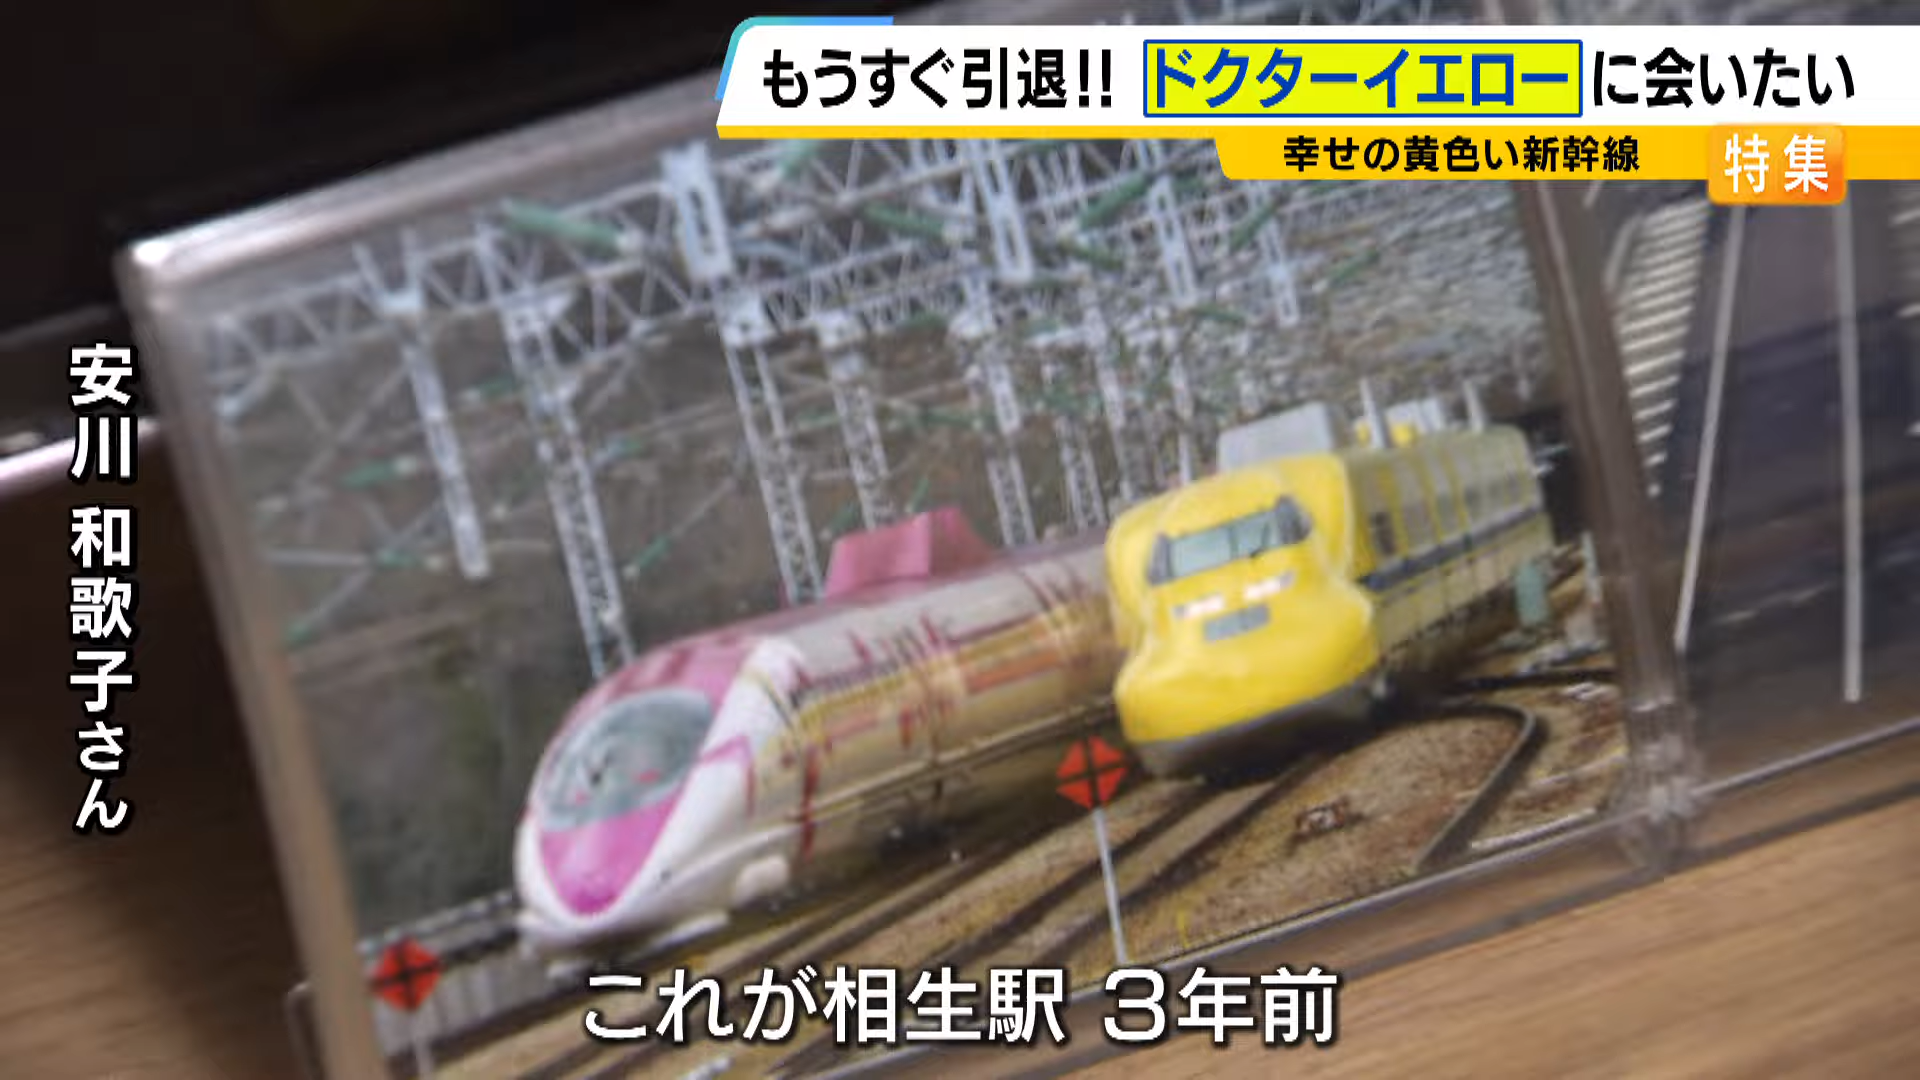 もうすぐ引退!! ドクターイエローに会いたい
幸せの黄色い新幹線
特集
安川 和歌子さん
これが相生駅 3年前